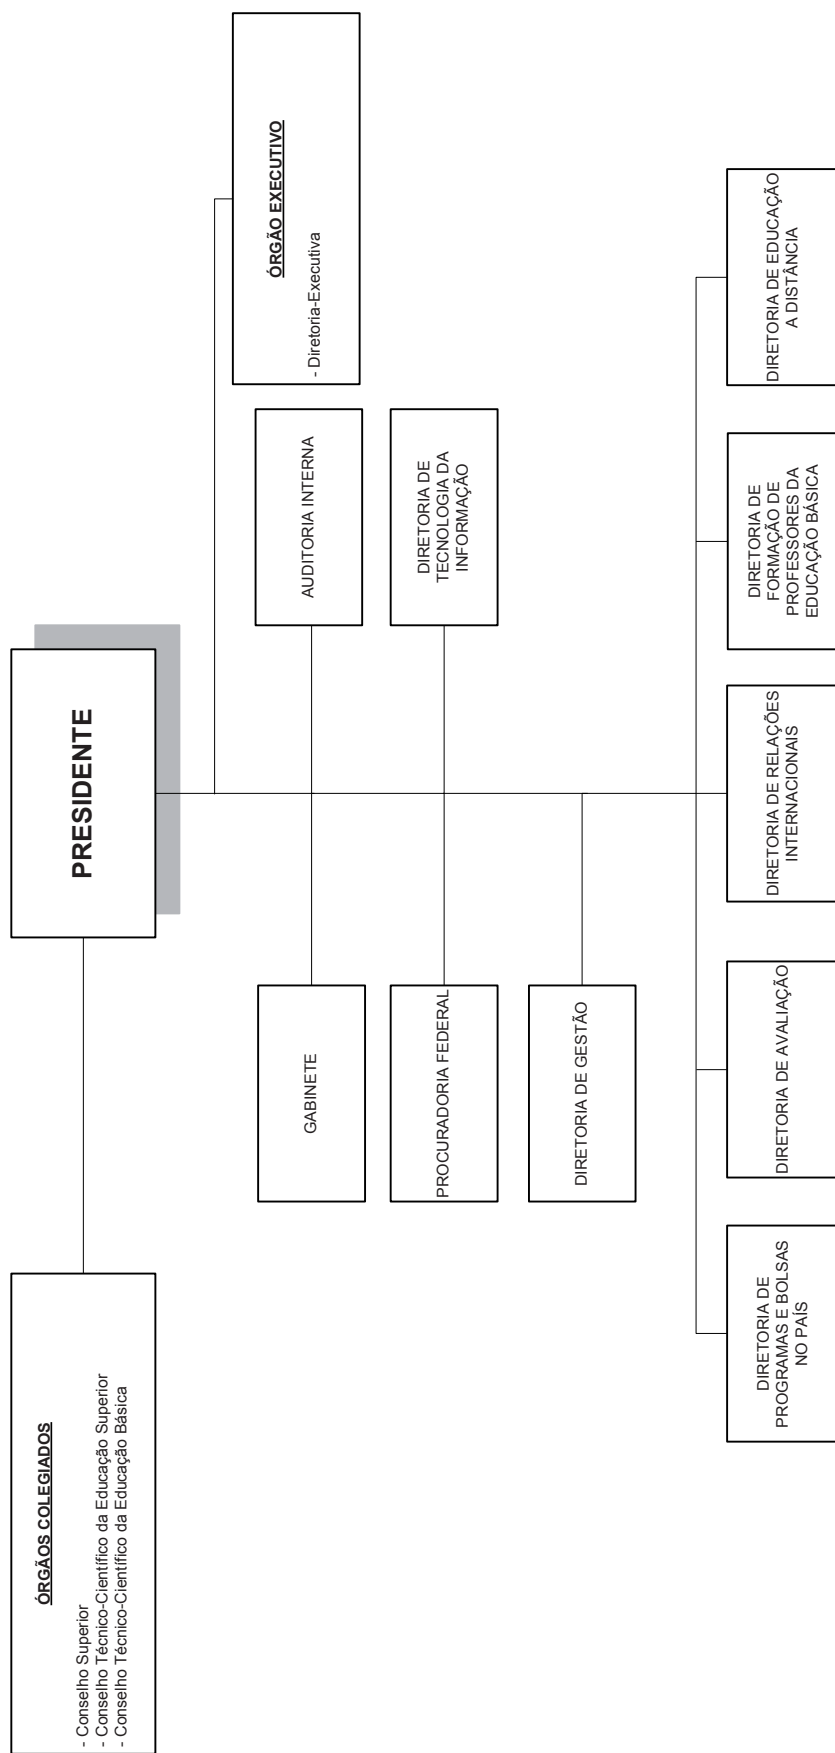 PRESIDENTE
ÓRGÃOS COLEGIADOS
- Conselho Superior
- Conselho Técnico-Científico da Educação Superior
- Conselho Técnico-Científico da Educação Básica
ÓRGÃO EXECUTIVO
- Diretoria-Executiva
GABINETE
AUDITORIA INTERNA
PROCURADORIA FEDERAL
DIRETORIA DE
TECNOLOGIA DA
INFORMAÇÃO
DIRETORIA DE GESTÃO
DIRETORIA DE
PROGRAMAS E BOLSAS
NO PAÍS
DIRETORIA DE AVALIAÇÃO
DIRETORIA DE RELAÇÕES
INTERNACIONAIS
DIRETORIA DE
FORMAÇÃO DE
PROFESSORES DA
EDUCAÇÃO BÁSICA
DIRETORIA DE EDUCAÇÃO
A DISTÂNCIA